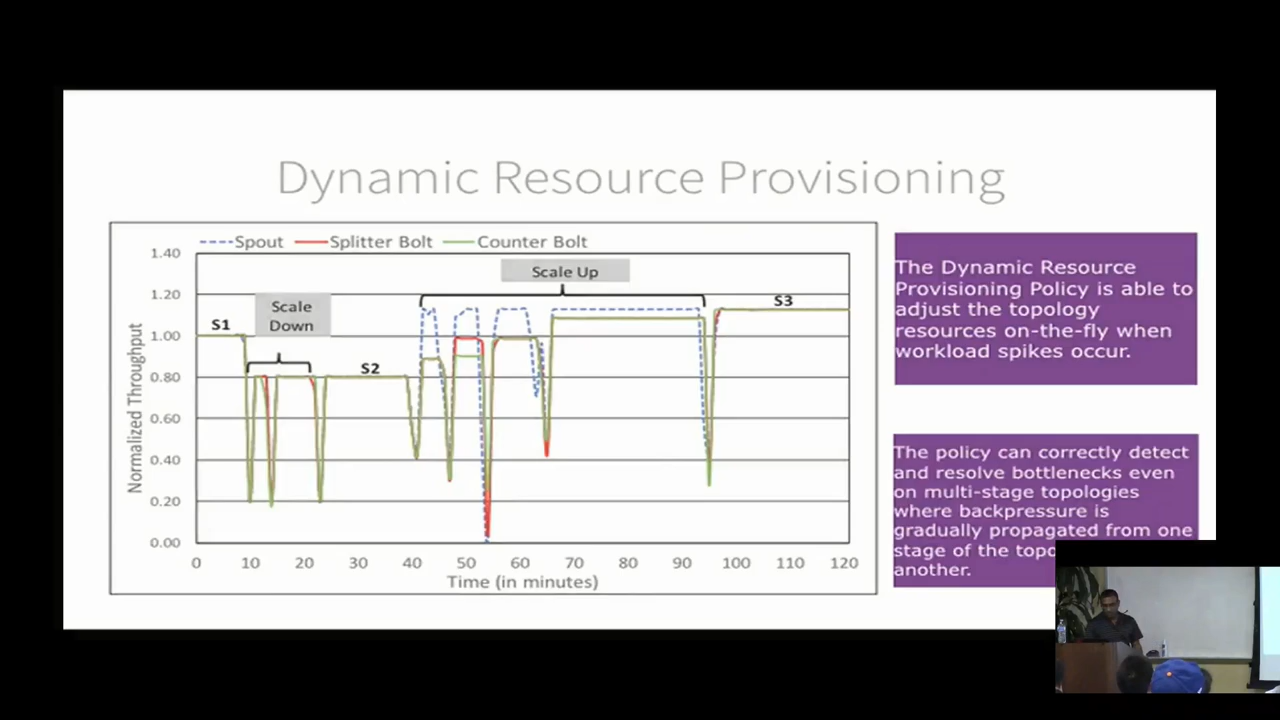 Dynamic Resource Provisioning
Spout Splitter Bolt Counter Bolt
1.40
1.20
1.00
0.80
0.60
0.40
0.20
0.00
Normalized Throughput
S1
Scale
Down
S2
Scale Up
S3
0 10 20 30 40 50 60 70 80 90 100 110 120
Time (in minutes)
The Dynamic Resource
Provisioning Policy is able to
adjust the topology
resources on-the-fly when
workload spikes occur.
The policy can correctly detect
and resolve bottlenecks even
on multi-stage topologies
where backpressure is
gradually propagated from one
stage of the topo
another.